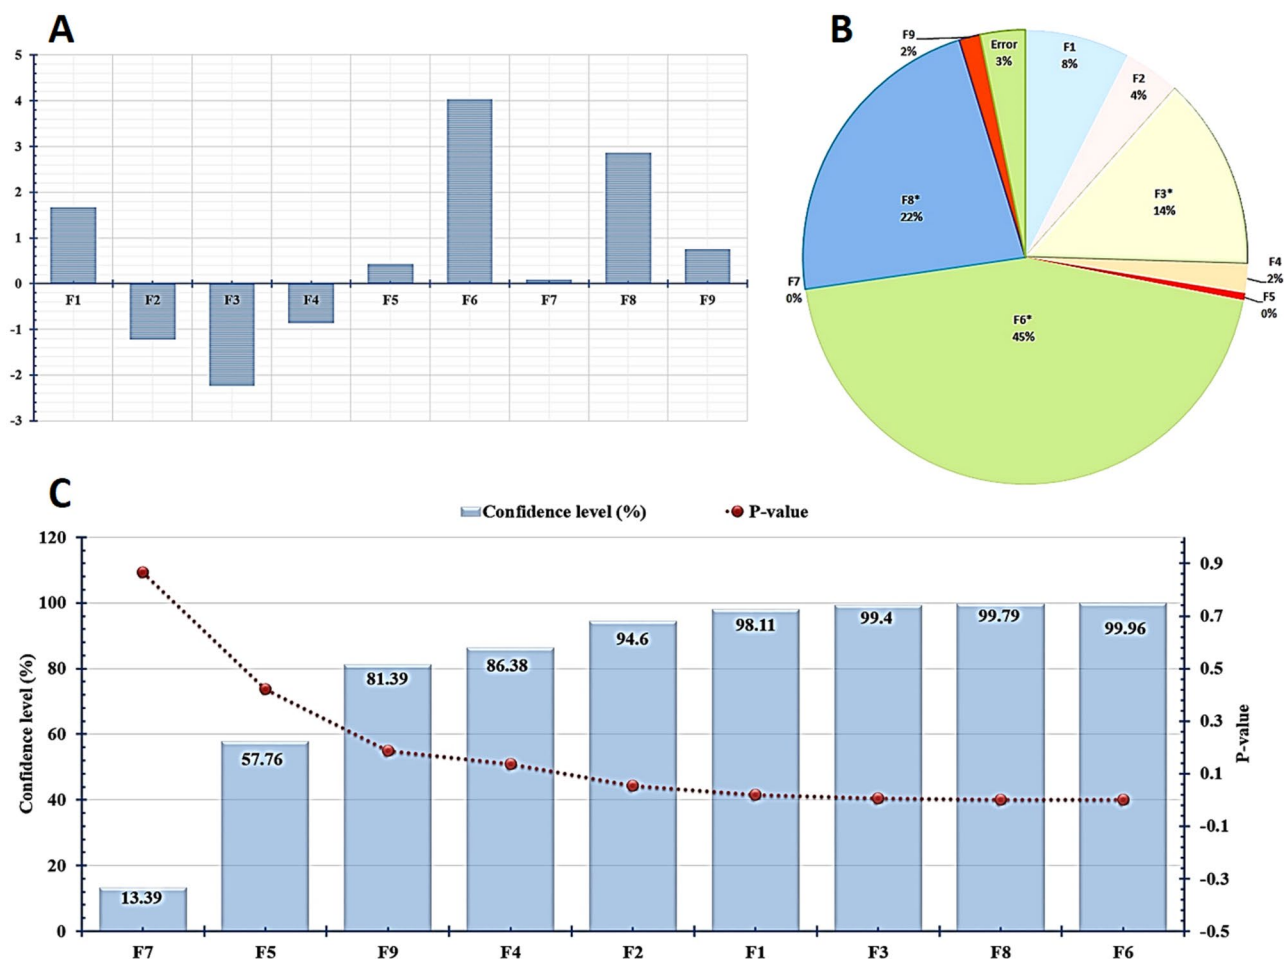 A
5
4
3
2
1
0
-1
-2
-3
F1
F2
F3
F4
F5
F6
F7
F8
F9
B
F9
2%
Error
3%
F1
8%
F2
4%
F3*
14%
F4
2%
F5
0%
F6*
45%
F7
0%
F8*
22%
C
Confidence level (%)
P-value
Confidence level (%)
120
100
80
60
40
20
0
13.39
57.76
81.39
86.38
94.6
98.11
99.4
99.79
99.96
0.9
0.7
0.5
0.3
0.1
-0.1
-0.3
-0.5
P-value
F7
F5
F9
F4
F2
F1
F3
F8
F6